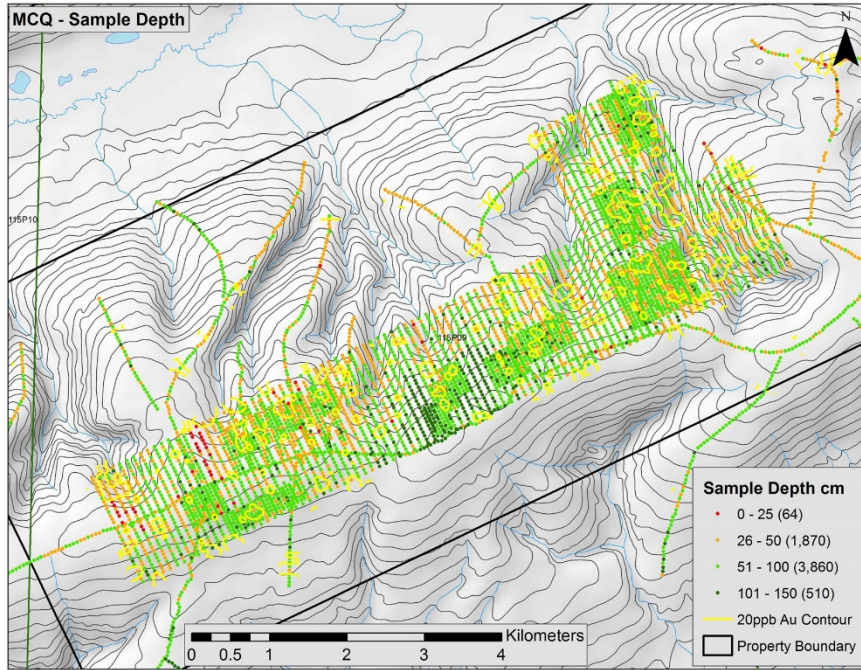 MCQ - Sample Depth
N
115P10
115P09
Sample Depth cm
0 - 25 (64)
26 - 50 (1,870)
51 - 100 (3,860)
101 - 150 (510)
20ppb Au Contour
Property Boundary
Kilometers
0 0.5 1 2 3 4